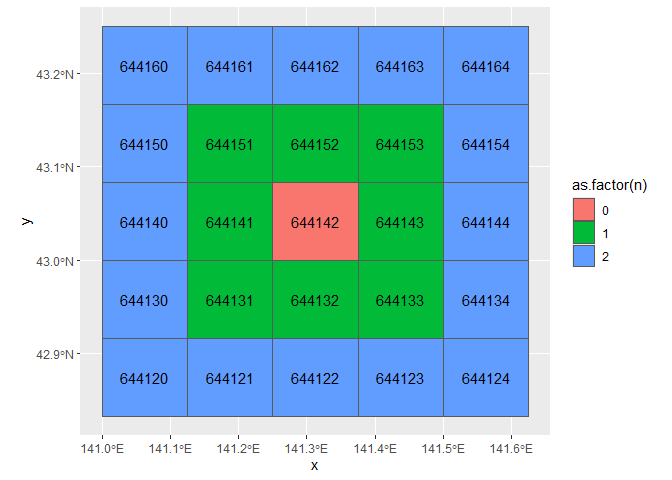 644160 644161 644162 644163 644164
43.2°N
644150 644151 644152 644153 644154
43.1°N
644140 644141 644142 644143 644144
43.0°N
644130 644131 644132 644133 644134
42.9°N
644120 644121 644122 644123 644124
y
141.0°E 141.1°E 141.2°E 141.3°E 141.4°E 141.5°E 141.6°E
x
as.factor(n)
0
1
2